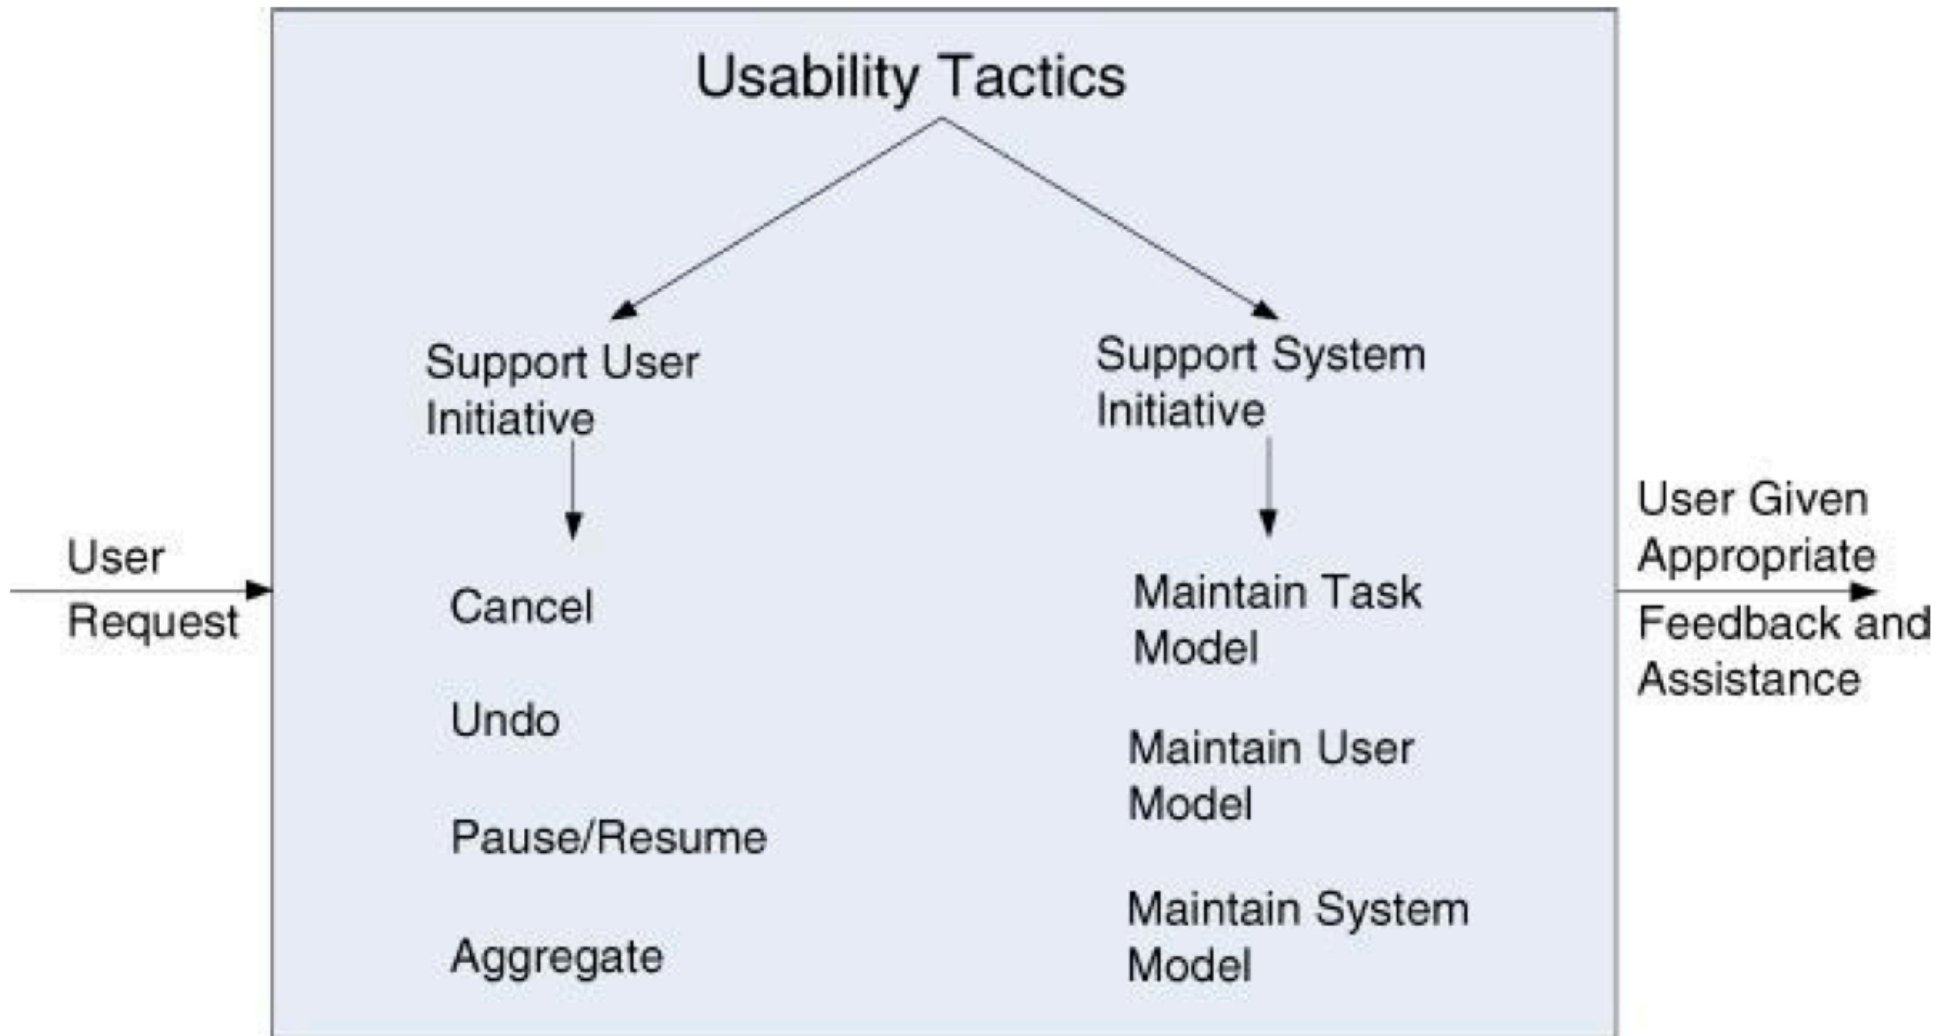 Usability Tactics
Support User
Initiative
Support System
Initiative
User
Request
Cancel
Undo
Pause/Resume
Aggregate
Maintain Task
Model
Maintain User
Model
Maintain System
Model
User Given
Appropriate
Feedback and
Assistance